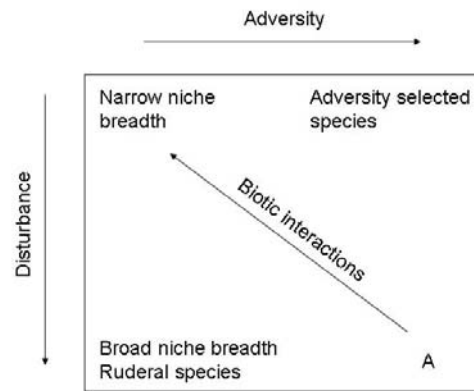 Adversity
Narrow niche
breadth
Adversity selected
species
Disturbance
Biotic interactions
Broad niche breadth
Ruderal species
A